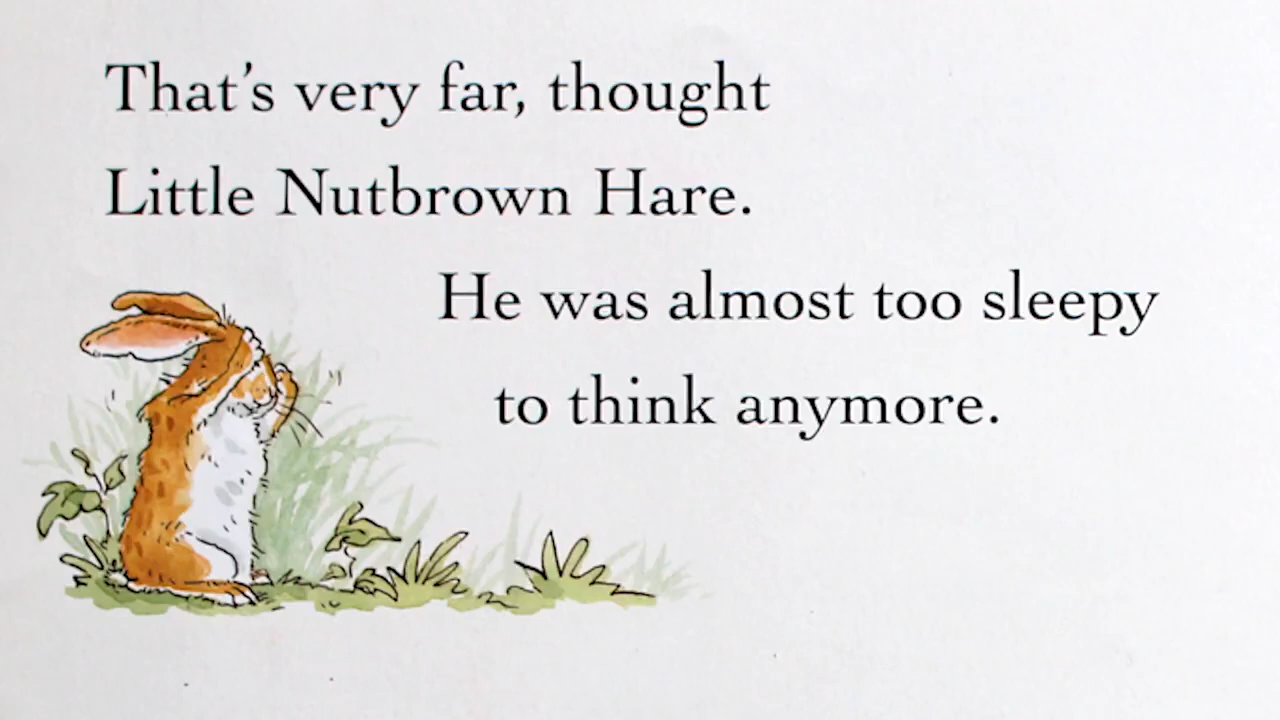 That’s very far, thought
Little Nutbrown Hare.
He was almost too sleepy
to think anymore.